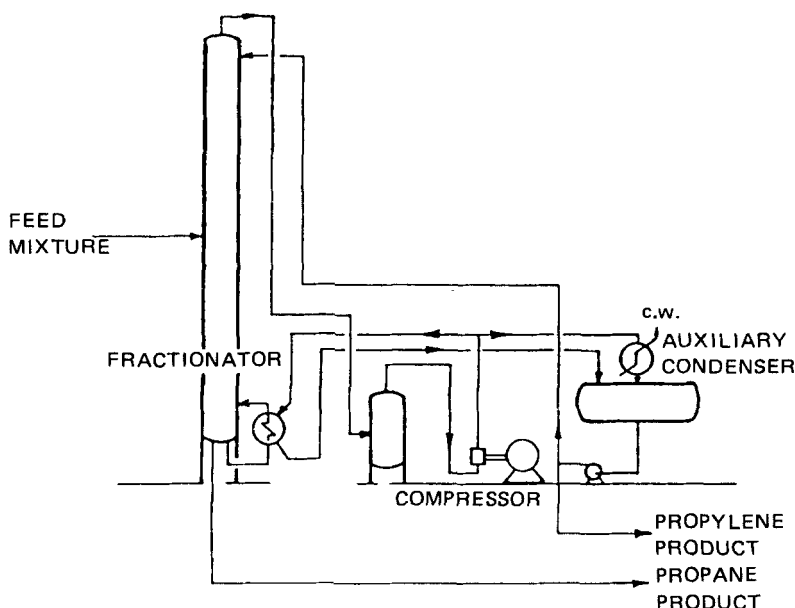 c.w.
AUXILIARY
CONDENSER
FEED
MIXTURE
FRACTIONATOR
COMPRESSOR
PROPYLENE
PRODUCT
PROPANE
PRODUCT